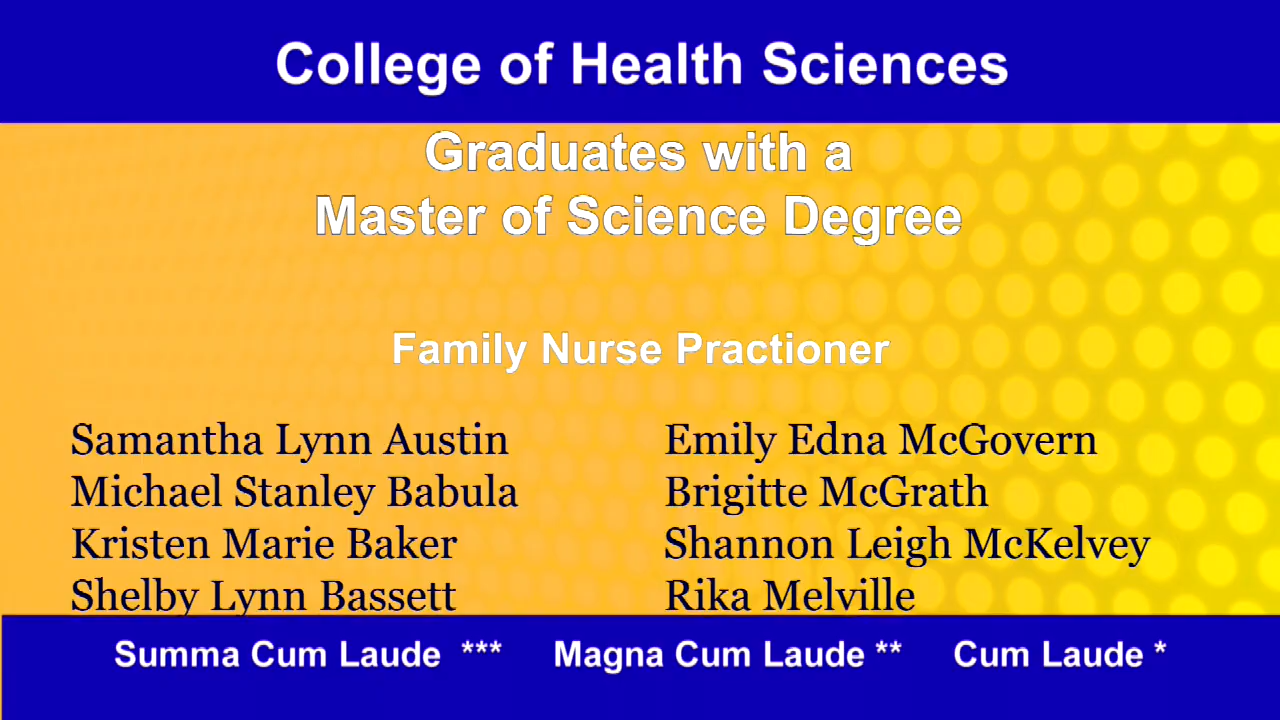 College of Health Sciences
Graduates with a
Master of Science Degree
Family Nurse Practioner
Samantha Lynn Austin
Michael Stanley Babula
Kristen Marie Baker
Shelby Lynn Bassett
Emily Edna McGovern
Brigitte McGrath
Shannon Leigh McKelvey
Rika Melville
Summa Cum Laude *** Magna Cum Laude ** Cum Laude *